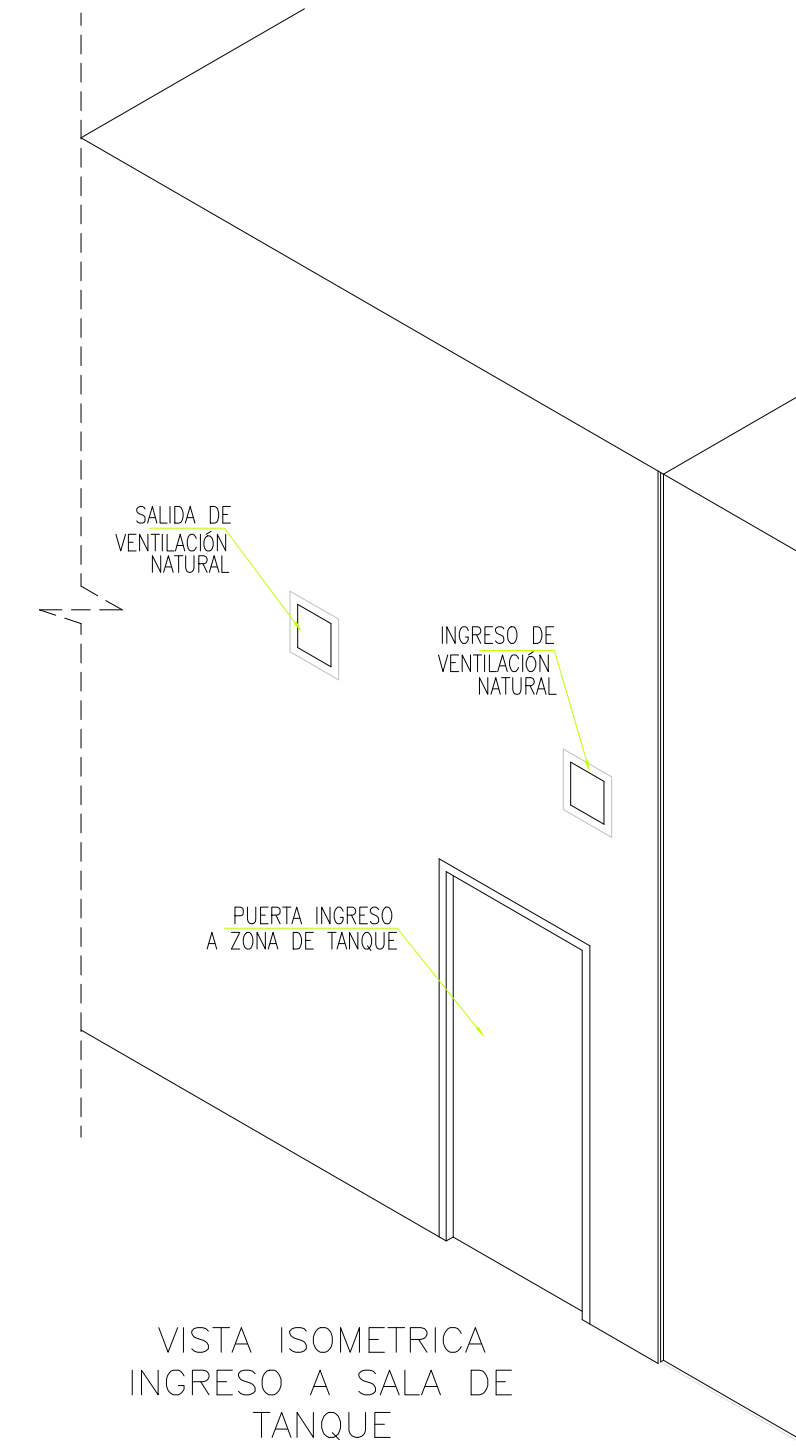 SALIDA DE
VENTILACIÓN
NATURAL
INGRESO DE
VENTILACIÓN
NATURAL
PUERTA INGRESO
A ZONA DE TANQUE
VISTA ISOMETRICA
INGRESO A SALA DE
TANQUE